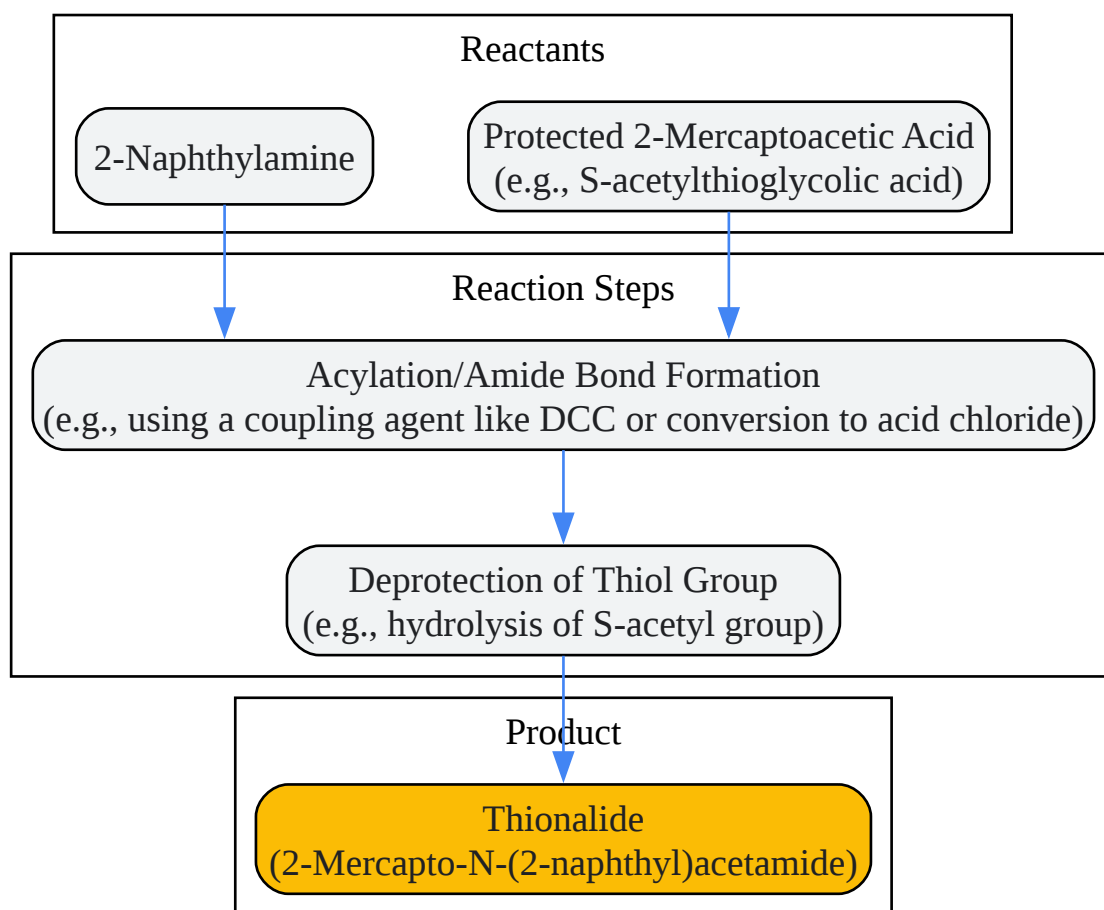 Reactants
2-Naphthylamine
Protected 2-Mercaptoacetic Acid
(e.g., S-acetylthioglycolic acid)
Reaction Steps
Acylation/Amide Bond Formation
(e.g., using a coupling agent like DCC or conversion to acid chloride)
Deprotection of Thiol Group
(e.g., hydrolysis of S-acetyl group)
Product
Thionalide
(2-Mercapto-N-(2-naphthyl)acetamide)